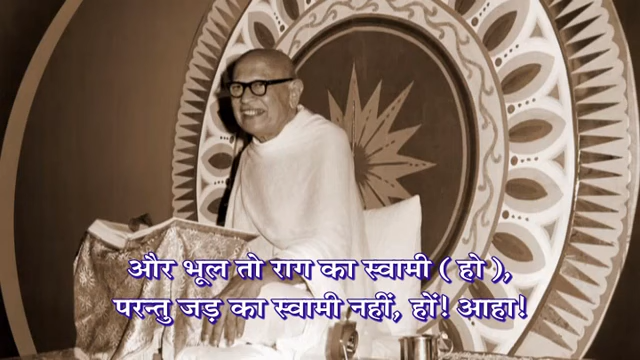 और भूल तो राग का स्वामी ( हो ),
परन्तु जड़ का स्वामी नहीं, हों! आहा!